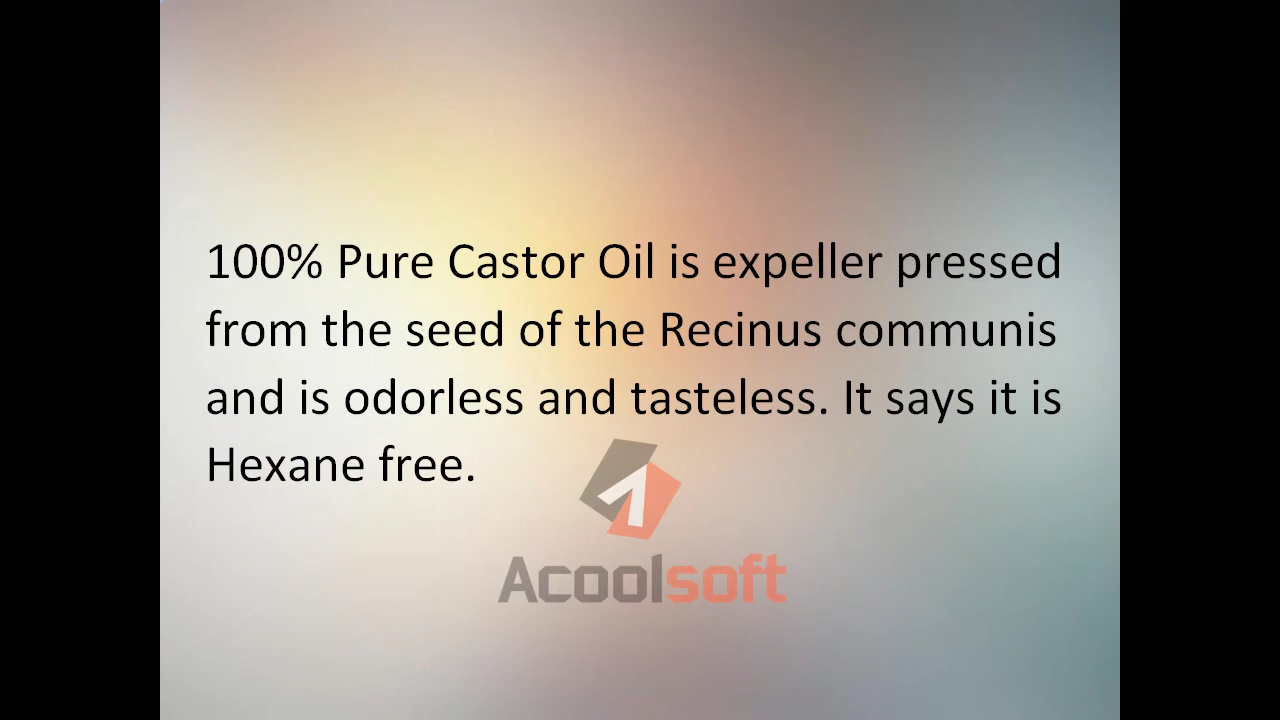 100% Pure Castor Oil is expeller pressed
from the seed of the Recinus communis
and is odorless and tasteless. It says it is
Hexane free.
Acoolsoft